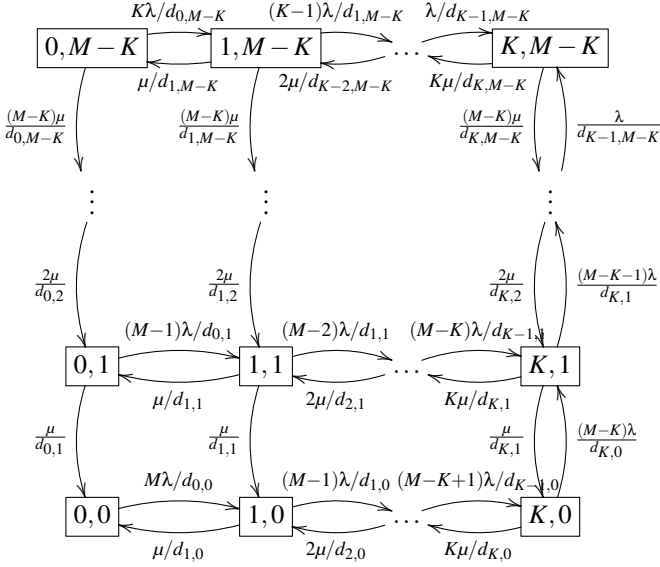 Kλ/d_{0,M−K} (K−1)λ/d_{1,M−K} λ/d_{K−1,M−K}
0,M−K 1,M−K ... K,M−K
μ/d_{1,M−K} 2μ/d_{K−2,M−K} Kμ/d_{K,M−K}
(M−K)μ/d_{0,M−K} (M−K)μ/d_{1,M−K} (M−K)μ/d_{K,M−K} λ/d_{K−1,M−K}
⋮ ⋮ ⋮
2μ/d_{0,2} 2μ/d_{1,2} 2μ/d_{K,2} (M−K−1)λ/d_{K,1}
(M−1)λ/d_{0,1} (M−2)λ/d_{1,1} (M−K)λ/d_{K−1,1}
0,1 1,1 ... K,1
μ/d_{1,1} 2μ/d_{2,1} Kμ/d_{K,1}
μ/d_{0,1} μ/d_{1,1} μ/d_{K,1} (M−K)λ/d_{K,0}
Mλ/d_{0,0} (M−1)λ/d_{1,0} (M−K+1)λ/d_{K−1,0}
0,0 1,0 ... K,0
μ/d_{1,0} 2μ/d_{2,0} Kμ/d_{K,0}